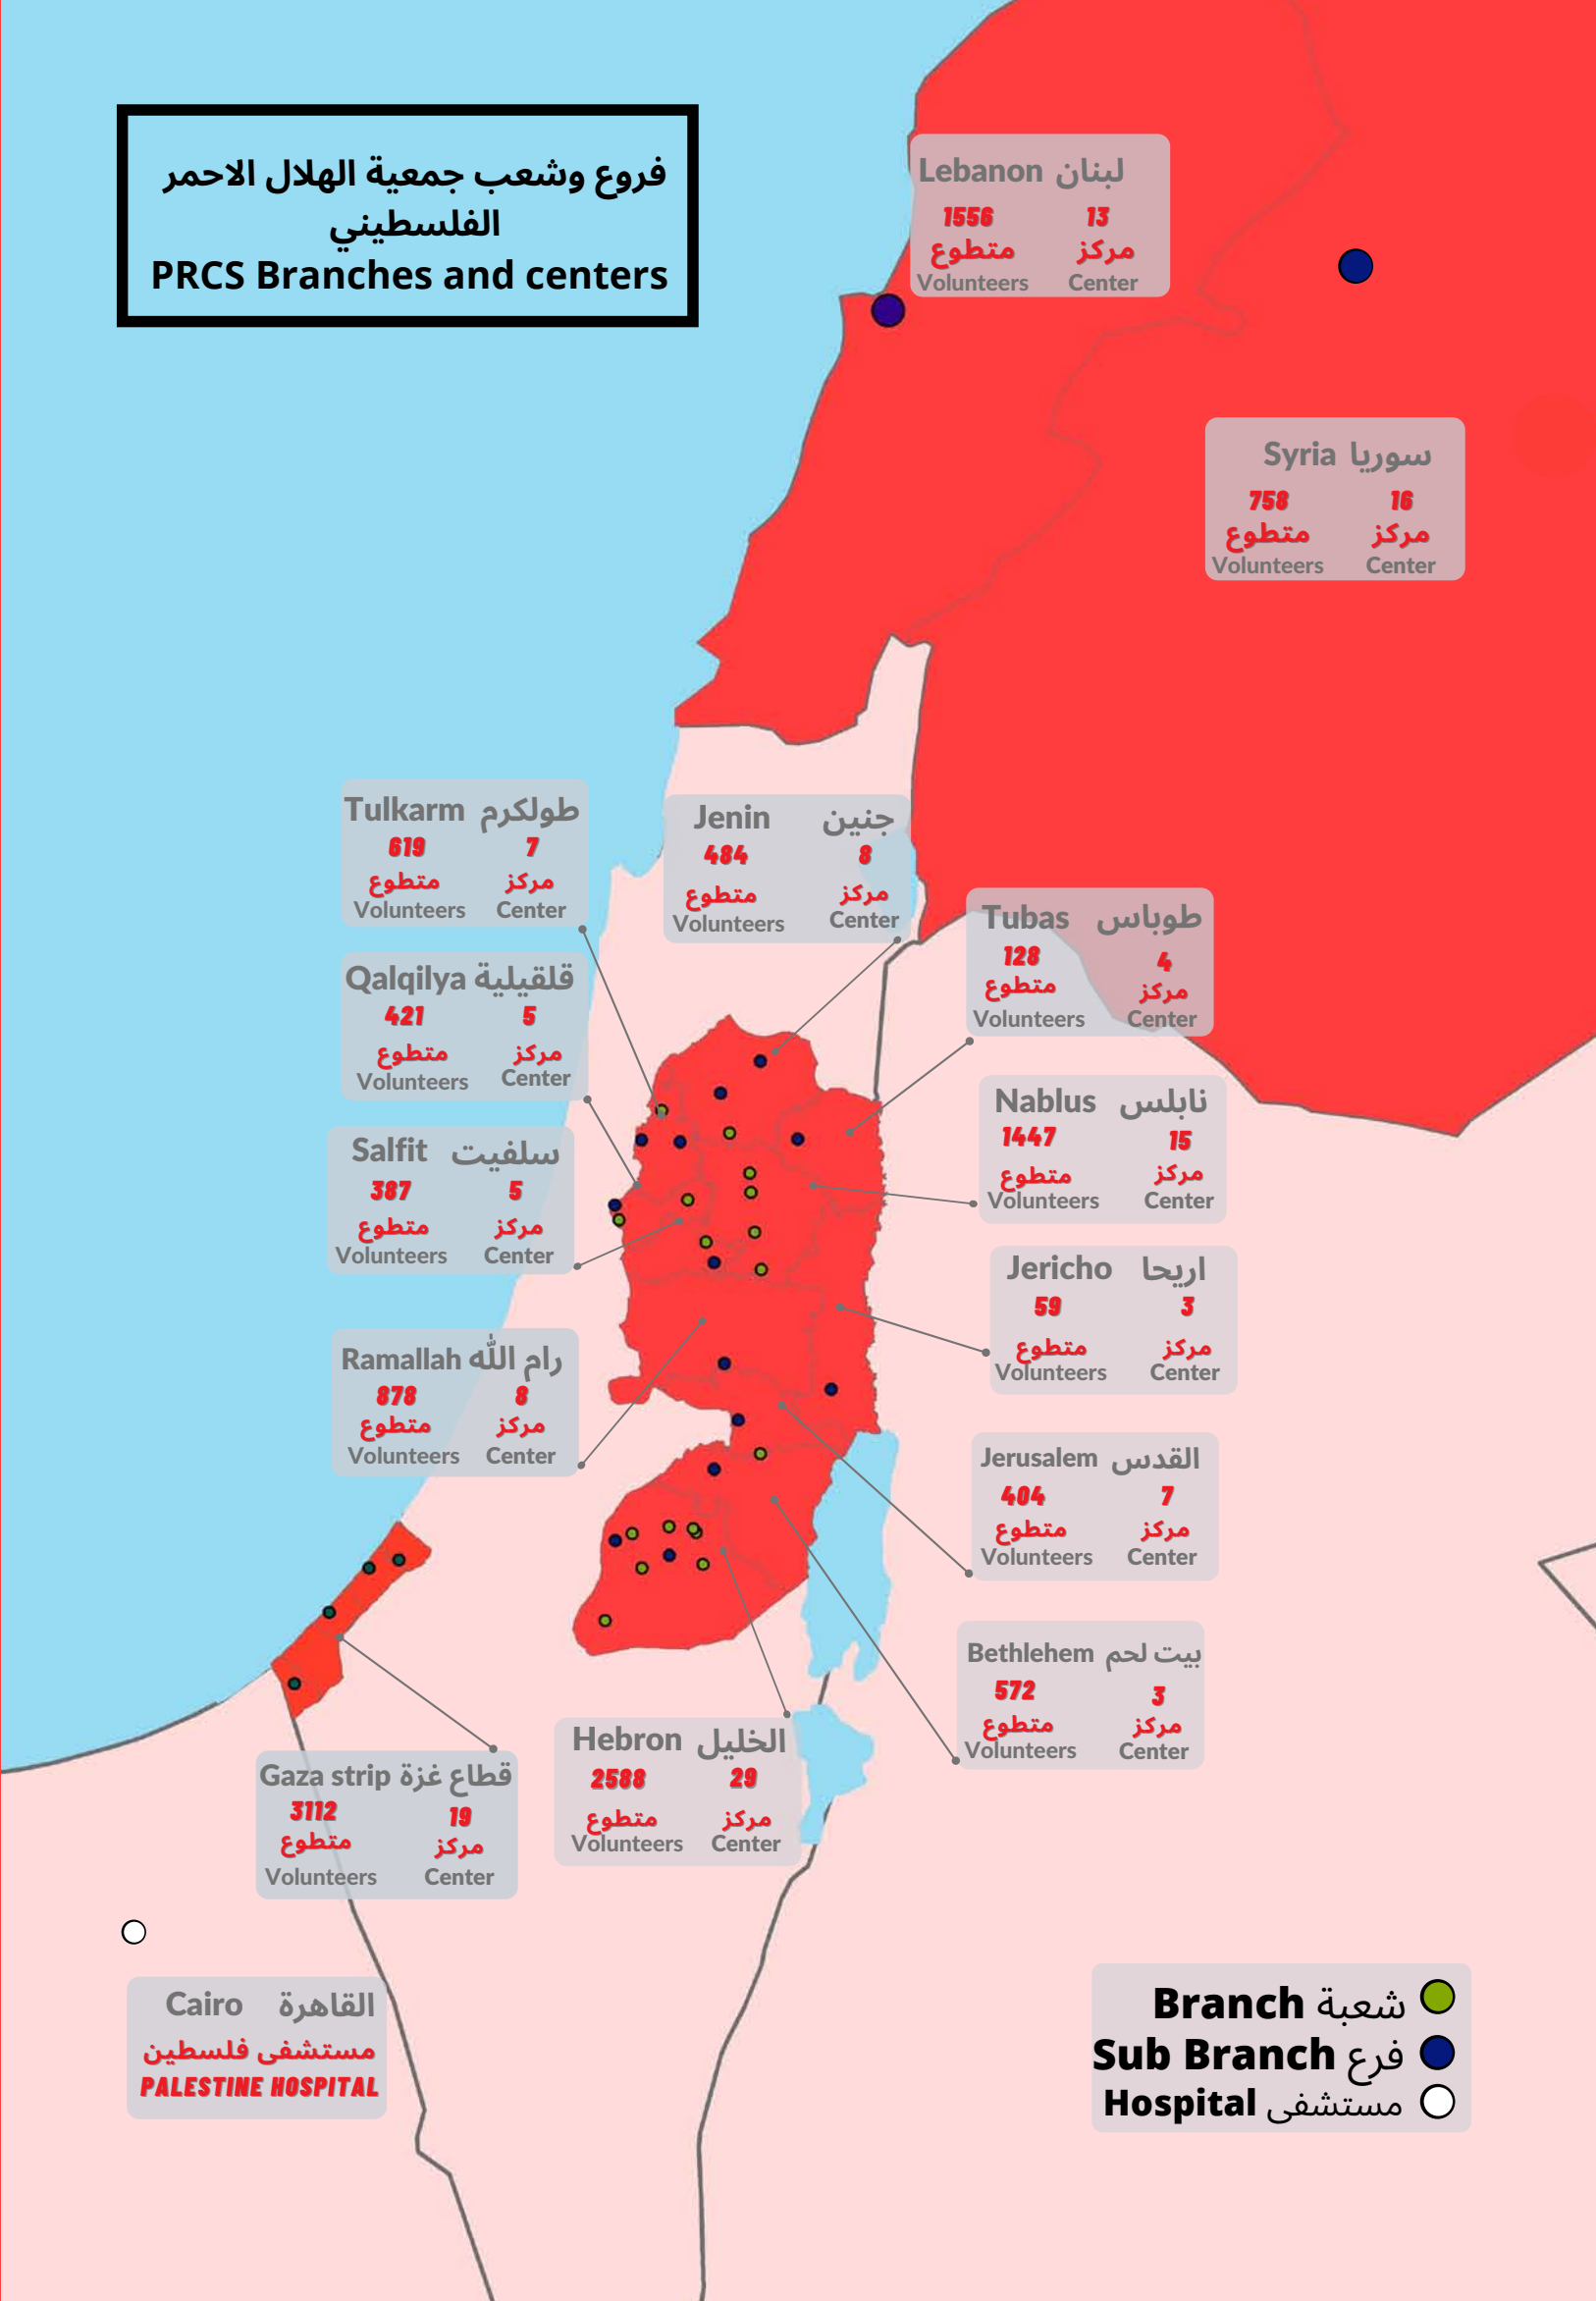 فروع وشعب جمعية الهلال الاحمر
الفلسطيني
PRCS Branches and centers
Lebanon لبنان
1556 13
متطوع مركز
Volunteers Center
Syria سوريا
758 16
متطوع مركز
Volunteers Center
Tulkarm طولكرم
619 7
متطوع مركز
Volunteers Center
Jenin جنين
484 8
متطوع مركز
Volunteers Center
Tubas طوباس
128 4
متطوع مركز
Volunteers Center
Qalqilya قلقيلية
421 5
متطوع مركز
Volunteers Center
Nablus نابلس
1447 15
متطوع مركز
Volunteers Center
Salfit سلفيت
387 5
متطوع مركز
Volunteers Center
Jericho اريحا
59 3
متطوع مركز
Volunteers Center
Ramallah رام الله
878 8
متطوع مركز
Volunteers Center
Jerusalem القدس
404 7
متطوع مركز
Volunteers Center
Bethlehem بيت لحم
572 3
متطوع مركز
Volunteers Center
Hebron الخليل
2588 29
متطوع مركز
Volunteers Center
Gaza strip قطاع غزة
3112 19
متطوع مركز
Volunteers Center
Cairo القاهرة
مستشفى فلسطين
PALESTINE HOSPITAL
Branch شعبة
Sub Branch فرع
Hospital مستشفى